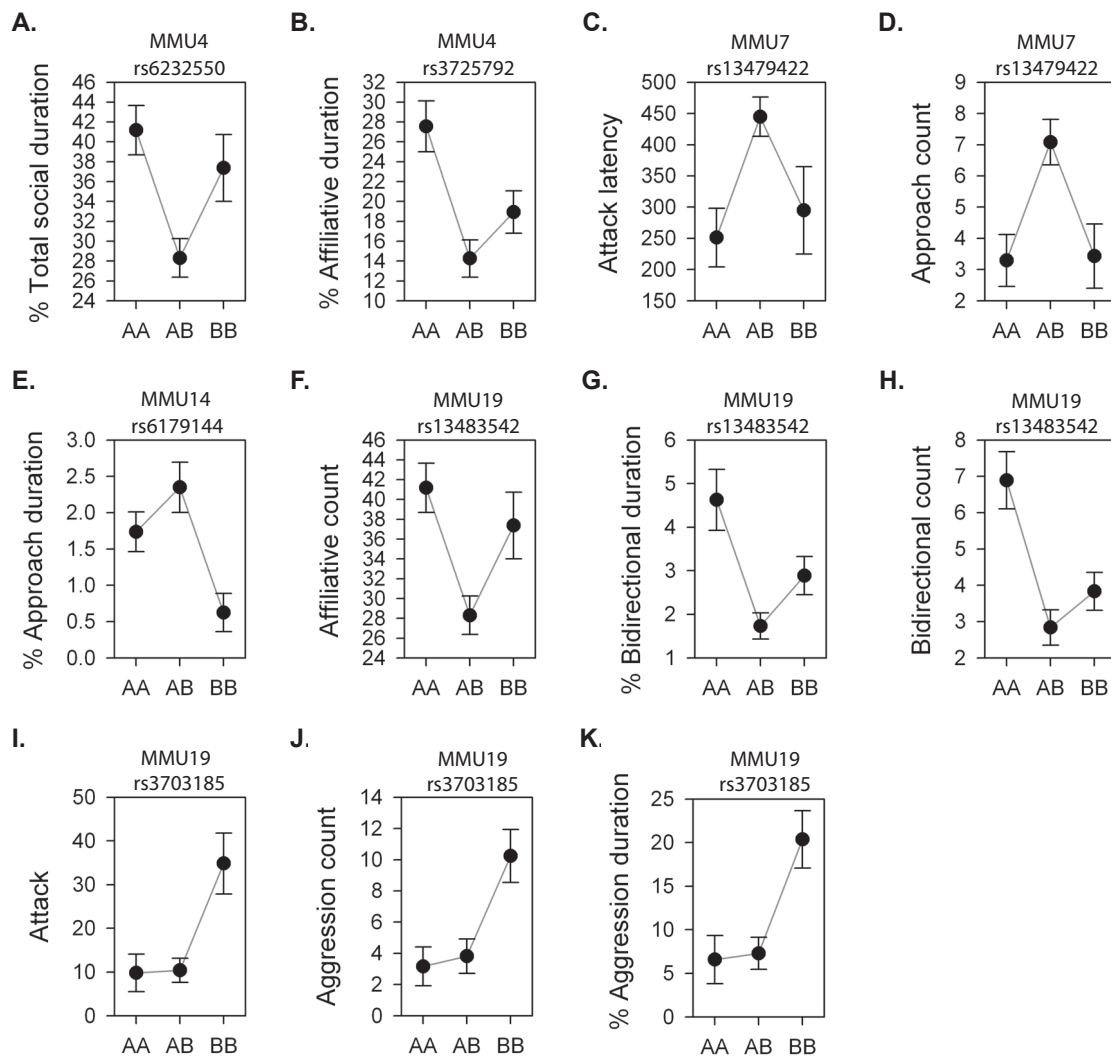 A.
MMU4
rs6232550
% Total social duration
46
44
42
40
38
36
34
32
30
28
26
24
AA AB BB
B.
MMU4
rs3725792
% Affiliative duration
32
30
28
26
24
22
20
18
16
14
12
10
AA AB BB
C.
MMU7
rs13479422
Attack latency
500
450
400
350
300
250
200
150
AA AB BB
D.
MMU7
rs13479422
Approach count
9
8
7
6
5
4
3
2
AA AB BB
E.
MMU14
rs6179144
% Approach duration
3.0
2.5
2.0
1.5
1.0
0.5
0.0
AA AB BB
F.
MMU19
rs13483542
Affiliative count
46
44
42
40
38
36
34
32
30
28
26
24
AA AB BB
G.
MMU19
rs13483542
% Bidirectional duration
6
5
4
3
2
1
AA AB BB
H.
MMU19
rs13483542
Bidirectional count
8
7
6
5
4
3
2
AA AB BB
I.
MMU19
rs3703185
Attack
50
40
30
20
10
0
AA AB BB
J.
MMU19
rs3703185
Aggression count
14
12
10
8
6
4
2
0
AA AB BB
K.
MMU19
rs3703185
% Aggression duration
25
20
15
10
5
0
AA AB BB